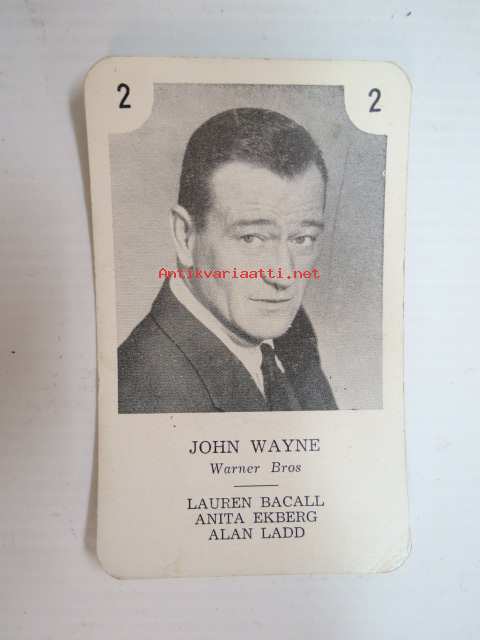 2 2
Antikvariaatti.net
JOHN WAYNE
Warner Bros
LAUREN BACALL
ANITA EKBERG
ALAN LADD